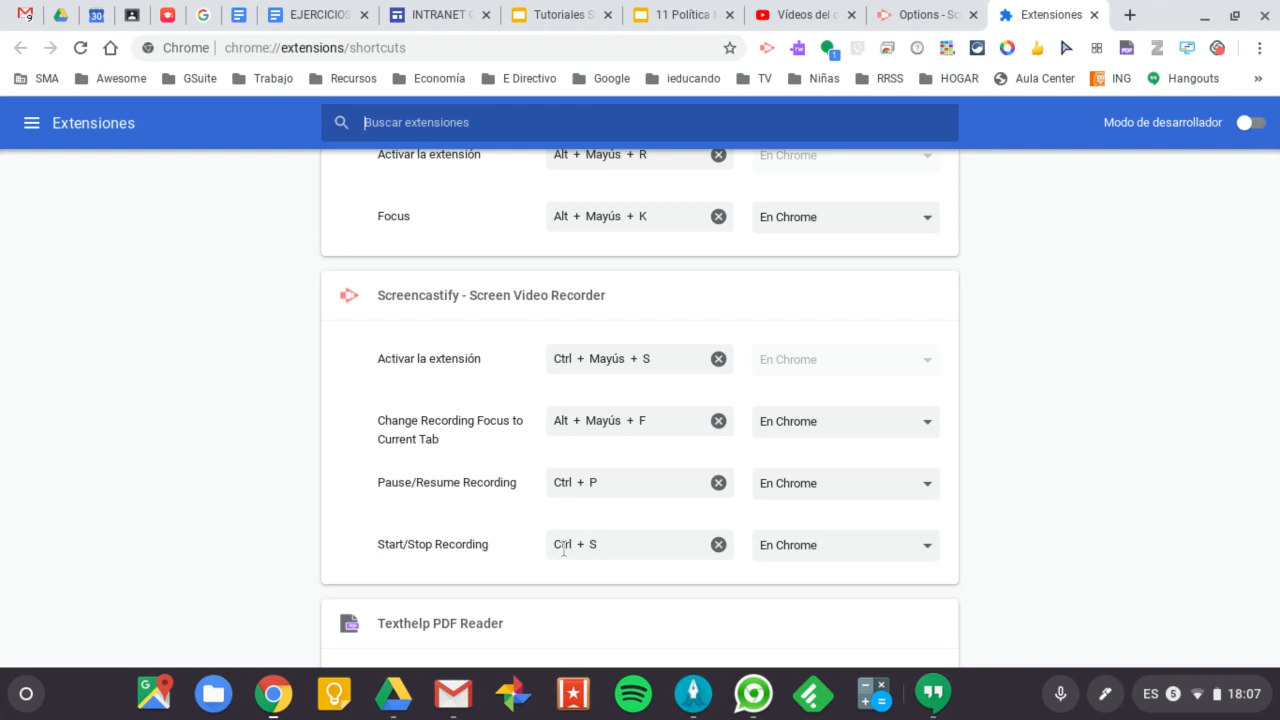 EJERCICIOS
INTRANET C
Tutoriales S
11 Política
Vídeos del c
Options - Sc
Extensiones
Chrome
chrome://extensions/shortcuts
1
SMA
Awesome
GSuite
Trabajo
Recursos
Economía
E Directivo
Google
ieducando
TV
Niñas
RRSS
HOGAR
Aula Center
ING
Hangouts
»
Extensiones
Buscar extensiones
Modo de desarrollador
Activar la extensión
Alt + Mayús + R
En Chrome
Focus
Alt + Mayús + K
En Chrome
Screencastify - Screen Video Recorder
Activar la extensión
Ctrl + Mayús + S
En Chrome
Change Recording Focus to
Current Tab
Alt + Mayús + F
En Chrome
Pause/Resume Recording
Ctrl + P
En Chrome
Start/Stop Recording
Ctrl + S
En Chrome
Texthelp PDF Reader
ES
5
18:07